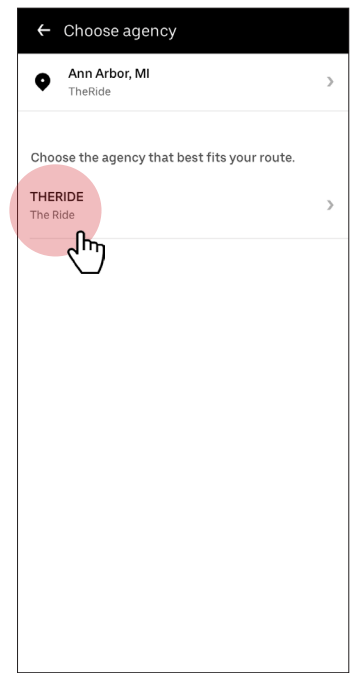 Choose agency
Ann Arbor, MI
TheRide
Choose the agency that best fits your route.
THERIDE
The Ride